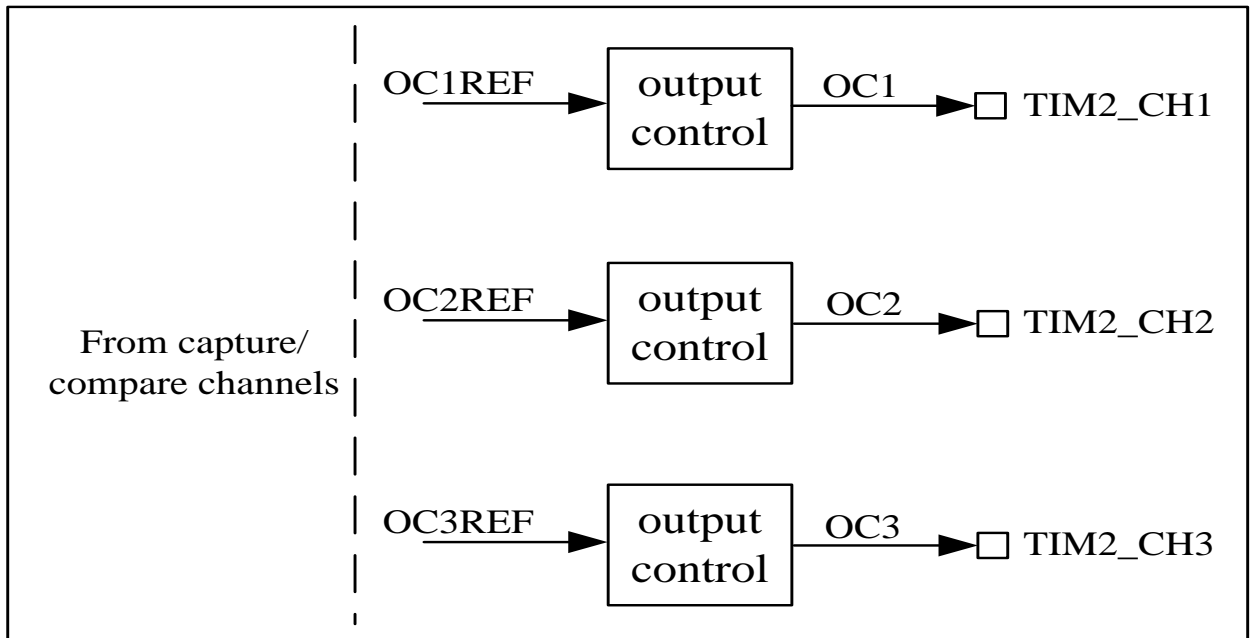 OC1REF
output
control
OC1
TIM2_CH1
OC2REF
output
control
OC2
TIM2_CH2
From capture/
compare channels
OC3REF
output
control
OC3
TIM2_CH3